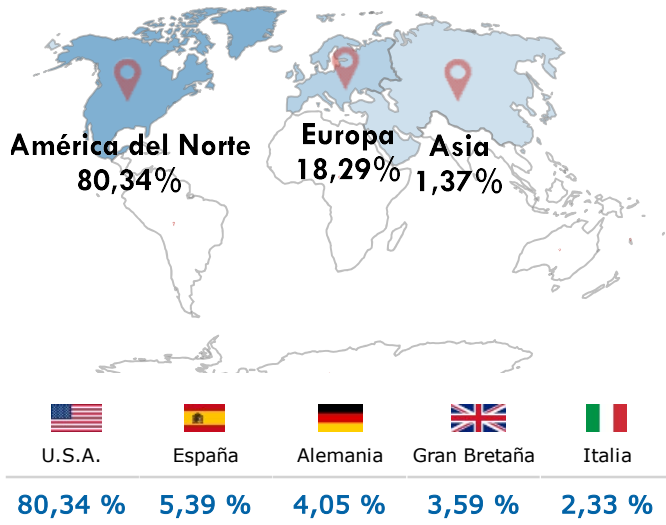 América del Norte
80,34%
Europa
18,29%
Asia
1,37%
U.S.A. España Alemania Gran Bretaña Italia
80,34 % 5,39 % 4,05 % 3,59 % 2,33 %